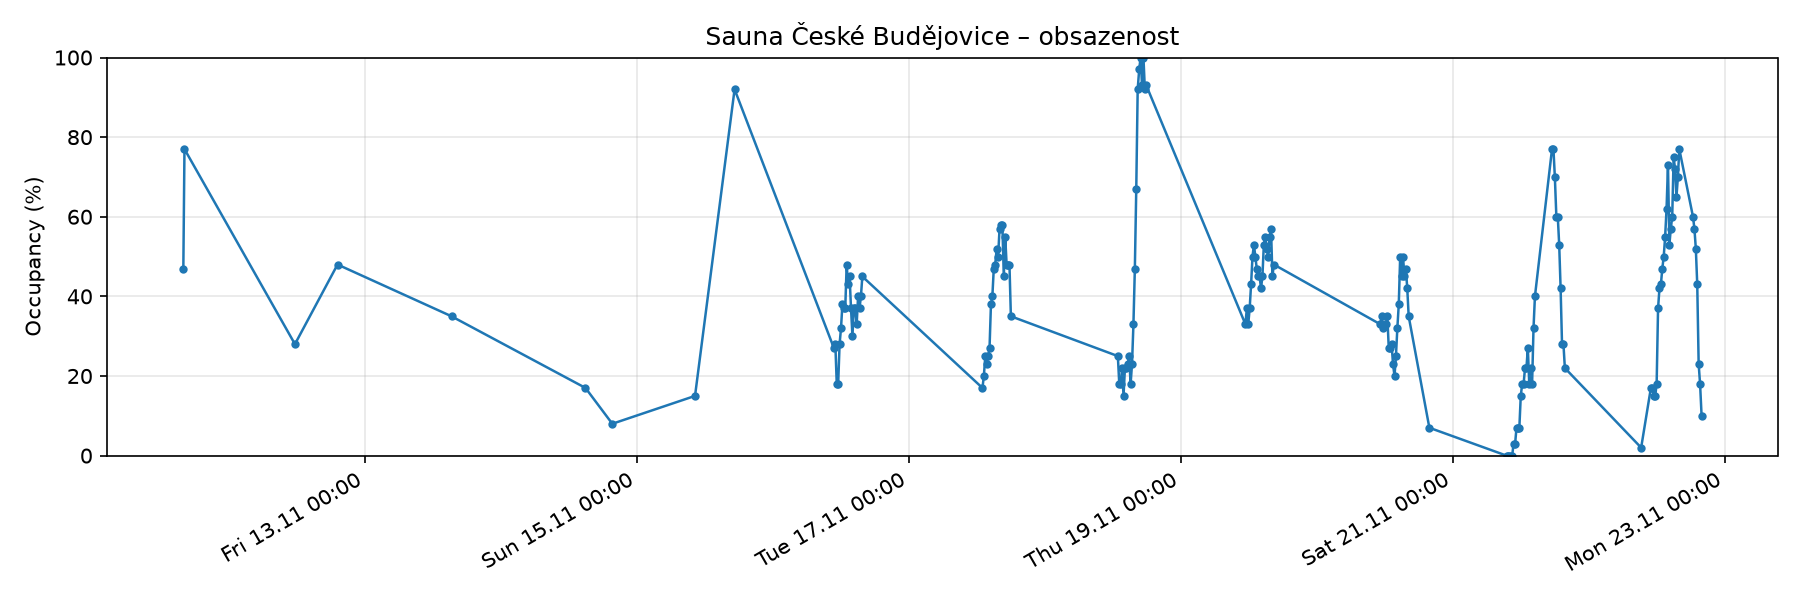 Sauna České Budějovice – obsazenost
Occupancy (%)
100
80
60
40
20
0
Fri 13.11 00:00
Sun 15.11 00:00
Tue 17.11 00:00
Thu 19.11 00:00
Sat 21.11 00:00
Mon 23.11 00:00